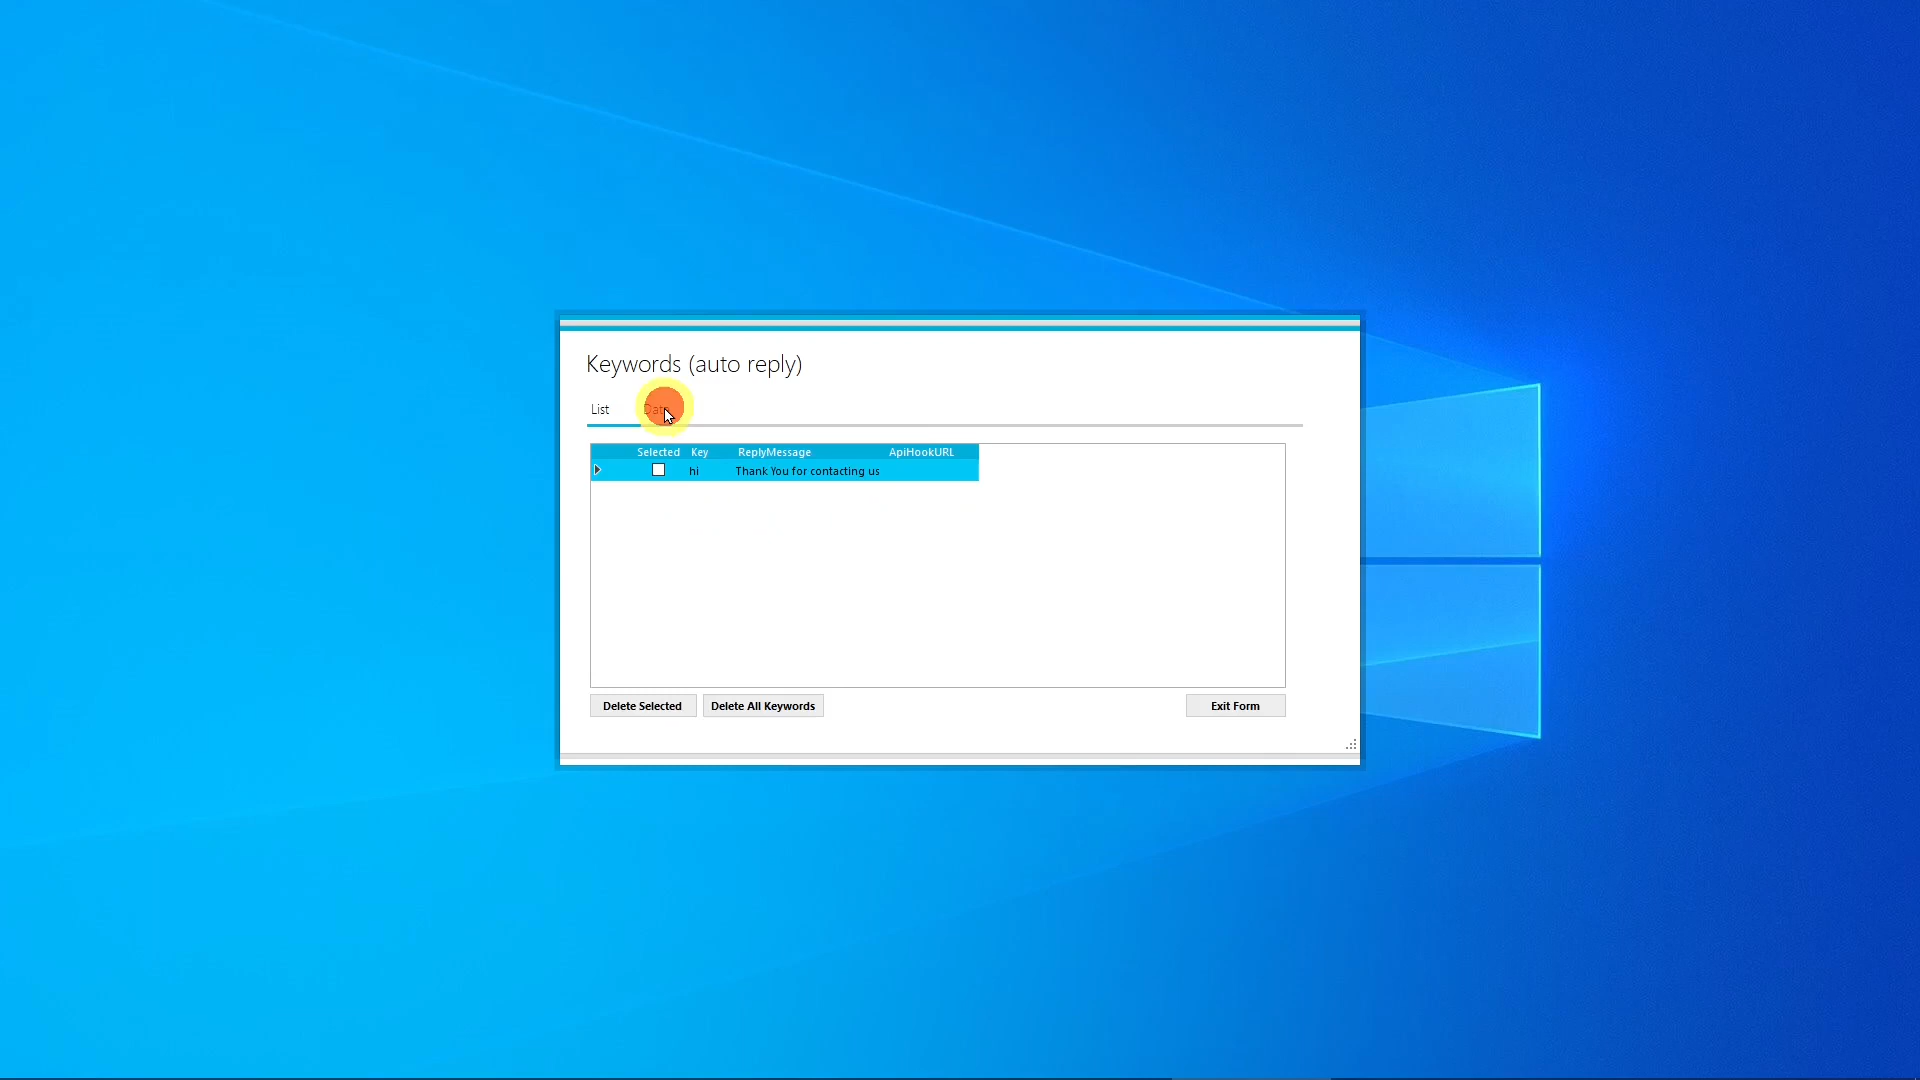 Keywords (auto reply)
List Data
Selected Key ReplyMessage ApiHookURL
hi Thank You for contacting us
Delete Selected Delete All Keywords Exit Form